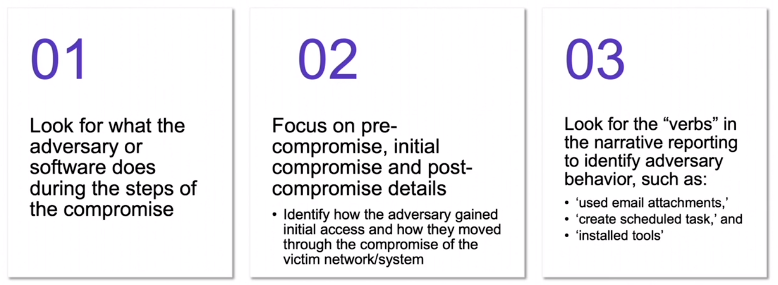 01
Look for what the
adversary or
software does
during the steps of
the compromise
02
Focus on pre-
compromise, initial
compromise and post-
compromise details
• Identify how the adversary gained
initial access and how they moved
through the compromise of the
victim network/system
03
Look for the “verbs” in
the narrative reporting
to identify adversary
behavior, such as:
• ‘used email attachments,’
• ‘create scheduled task,’ and
• ‘installed tools’